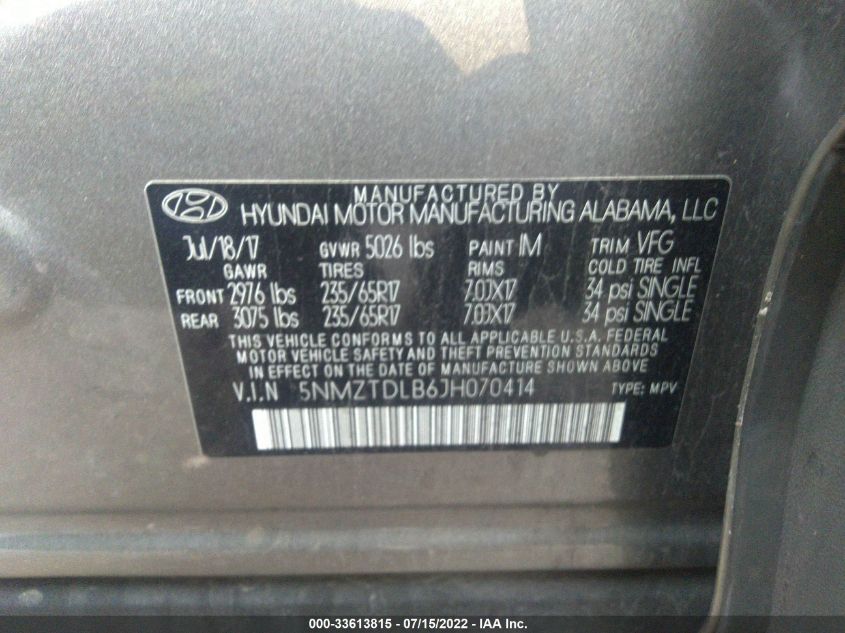 MANUFACTURED BY
HYUNDAI MOTOR MANUFACTURING ALABAMA, LLC
Jul/18/17 GVWR 5026 lbs PAINT IM TRIM VFG
GAWR TIRES RIMS COLD TIRE INFL
FRONT 2976 lbs 235/65R17 7.0JX17 34 psi SINGLE
REAR 3075 lbs 235/65R17 7.0JX17 34 psi SINGLE
THIS VEHICLE CONFORMS TO ALL APPLICABLE U.S.A. FEDERAL
MOTOR VEHICLE SAFETY AND THEFT PREVENTION STANDARDS
IN EFFECT ON THE DATE OF MANUFACTURE SHOWN ABOVE.
V.I.N 5NMZTDLB6JH070414 TYPE: MPV
000-33613815 - 07/15/2022 - IAA Inc.